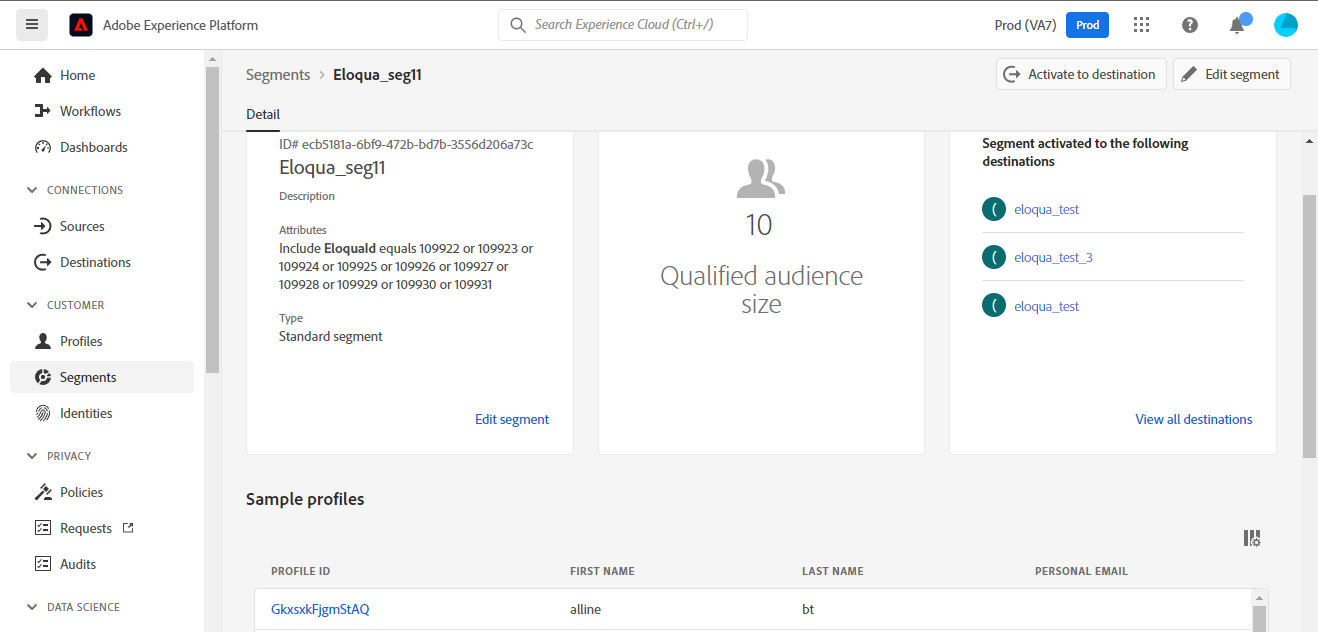 Adobe Experience Platform
Search Experience Cloud (Ctrl+/)
Prod (VA7)
Prod
Home
Workflows
Dashboards
CONNECTIONS
Sources
Destinations
CUSTOMER
Profiles
Segments
Identities
PRIVACY
Policies
Requests
Audits
DATA SCIENCE
Segments > Eloqua_seg11
Activate to destination
Edit segment
Detail
ID# ecb5181a-6bf9-472b-bd7b-3556d206a73c
Eloqua_seg11
Description
Attributes
Include EloquaId equals 109922 or 109923 or
109924 or 109925 or 109926 or 109927 or
109928 or 109929 or 109930 or 109931
Type
Standard segment
Edit segment
10
Qualified audience
size
Segment activated to the following
destinations
( eloqua_test
( eloqua_test_3
( eloqua_test
View all destinations
Sample profiles
PROFILE ID FIRST NAME LAST NAME PERSONAL EMAIL
GkxsxkFjgmStAQ alline bt